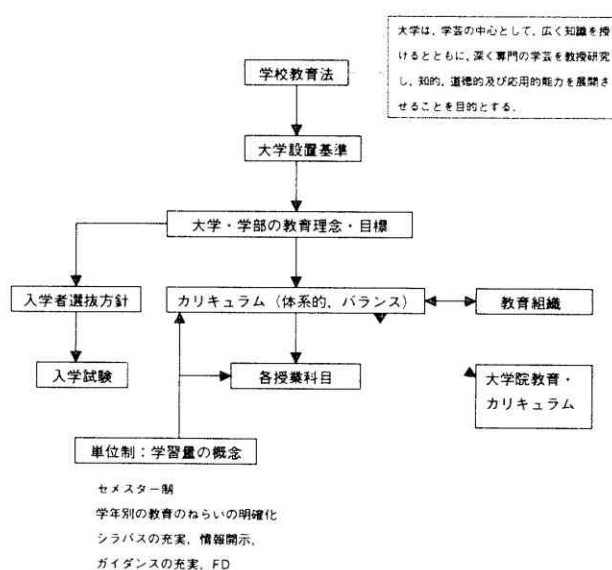 大学は、学芸の中心として、広く知識を授
けるとともに、深く専門の学芸を教授研究
し、知的、道徳的及び応用的能力を展開さ
せることを目的とする。
学校教育法
大学設置基準
大学・学部の教育理念・目標
入学者選抜方針
カリキュラム（体系的、バランス）
教育組織
入学試験
各授業科目
大学院教育・
カリキュラム
単位制：学習量の概念
セメスター制
学年別の教育のねらいの明確化
シラバスの充実、情報開示、
ガイダンスの充実、FD